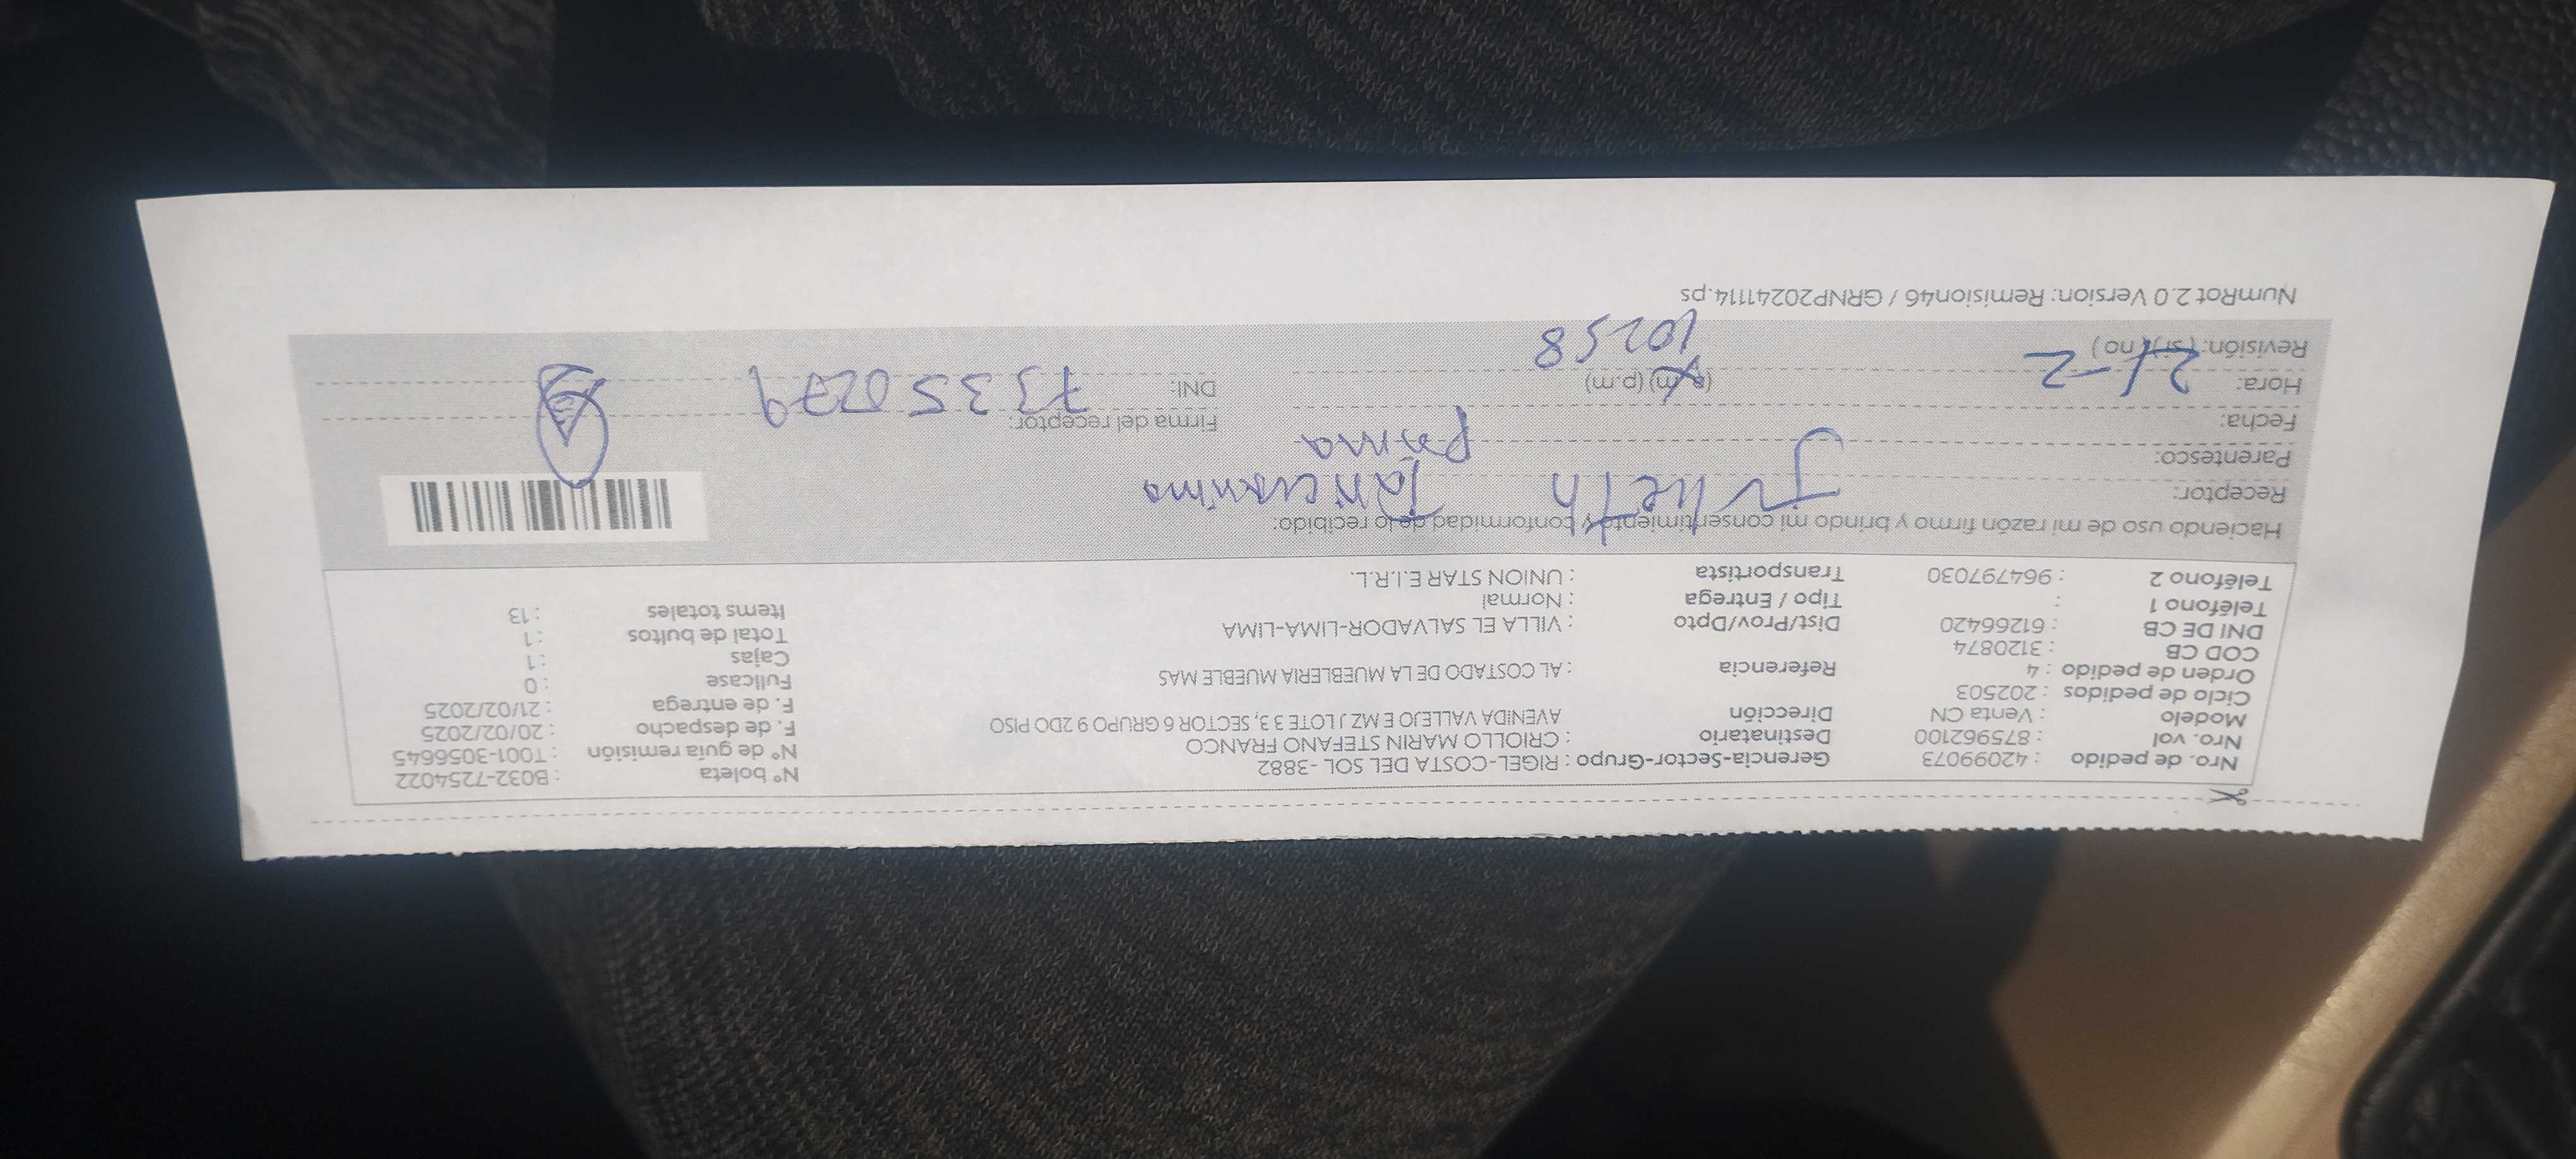 Nro. de pedido : 42099073 Gerencia-Sector-Grupo : RIGEL-COSTA DEL SOL -3882 N° boleta : B032-7254022
Nro. vol : 875962100 Destinatario : CRIOLLO MARIN STEFANO FRANCO N° de guía remisión : T001-3056645
Modelo : Venta CN Dirección AVENIDA VALLEJO E MZ J LOTE 3 3, SECTOR 6 GRUPO 9 2DO PISO F. de despacho : 20/02/2025
Ciclo de pedidos : 202503 F. de entrega : 21/02/2025
Orden de pedido : 4 Referencia : AL COSTADO DE LA MUEBLERIA MUEBLE MAS Fullcase : 0
COD CB : 3120874 Cajas : 1
DNI DE CB : 61266420 Dist/Prov/Dpto : VILLA EL SALVADOR-LIMA-LIMA Total de bultos : 1
Teléfono 1 : Tipo / Entrega : Normal Items totales : 13
Teléfono 2 : 964797030 Transportista : UNION STAR E.I.R.L.
Haciendo uso de mi razón firmo y brindo mi consentimiento y conformidad de lo recibido:
Receptor: Julieth
Parentesco: Prima
Fecha: Firma del receptor:
Hora: 21-2 (a.m) (p.m) DNI: 73350279
Revisión: ( si ) ( no ) 10258
NumRot 2.0 Version: Remision46 / GRNP20241114.ps